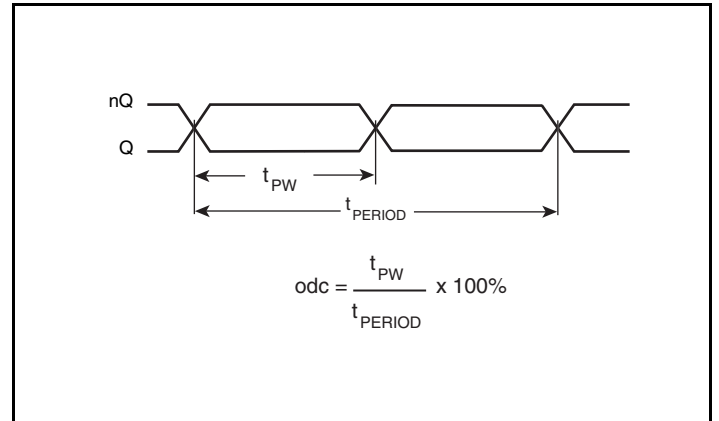 nQ
Q
tPW
tPERIOD
odc = tPW / tPERIOD x 100%